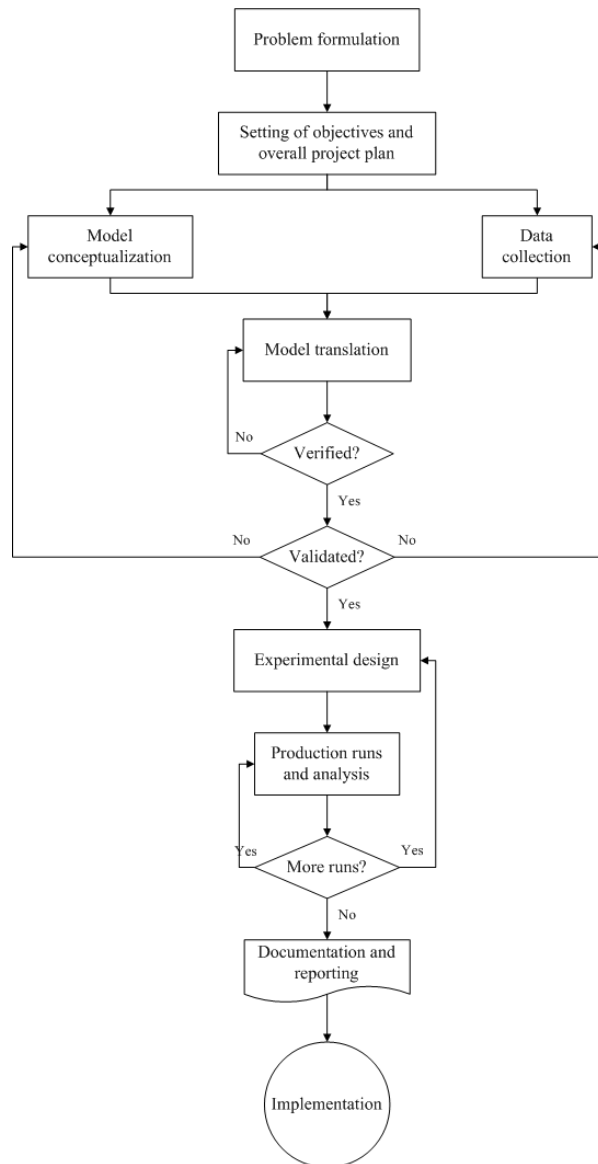 Problem formulation
Setting of objectives and
overall project plan
Model
conceptualization
Data
collection
Model translation
No
Verified?
Yes
No
Validated?
No
Yes
Experimental design
Production runs
and analysis
Yes
More runs?
Yes
No
Documentation and
reporting
Implementation